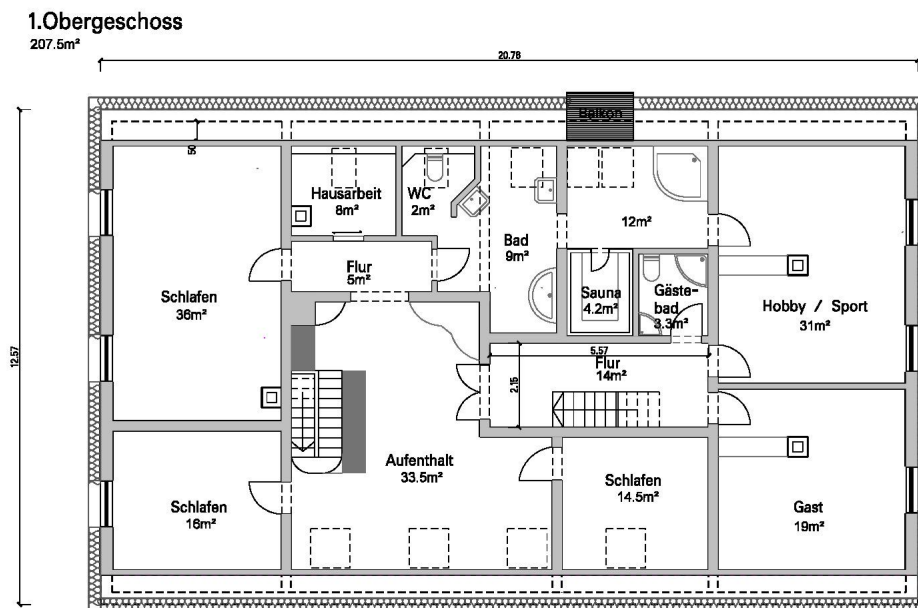 1.Obergeschoss
207.5m²
20.76
Balkon
50
Hausarbeit
8m²
WC
2m²
12m²
Bad
9m²
Flur
5m²
Schlafen
36m²
Sauna
4.2m²
Gäste-
bad
3.3m²
Hobby / Sport
31m²
12.57
5.57
Flur
14m²
2.15
Aufenthalt
33.5m²
Schlafen
14.5m²
Schlafen
16m²
Gast
19m²